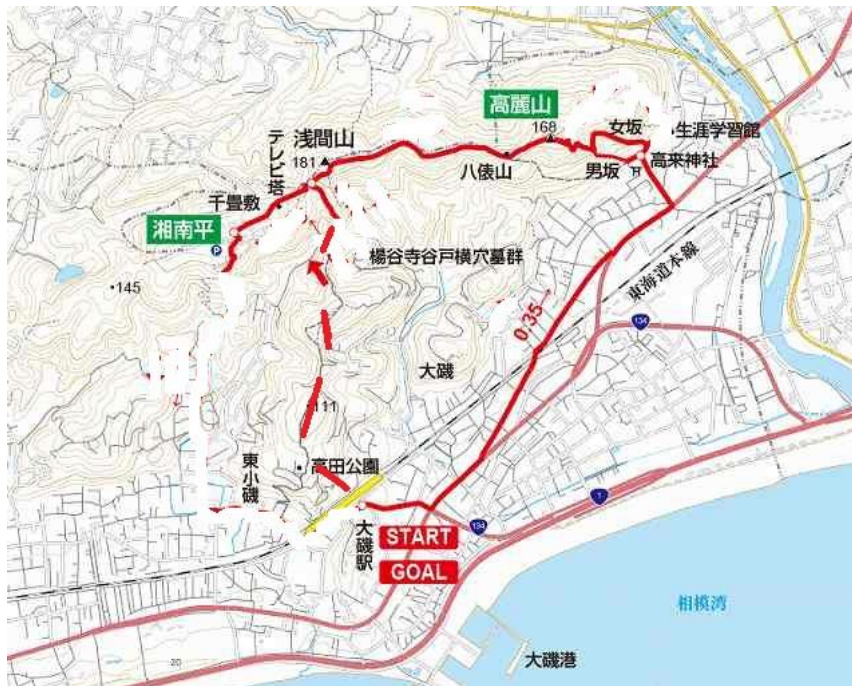 高麗山
168
女坂
生涯学習館
浅間山
181
テレビ塔
高来神社
八俵山
男坂
千畳敷
湘南平
P
楊谷寺谷戸横穴墓群
東海道本線
145
0:35
134
大磯
111
東小磯
高田公園
1
大磯駅
START
134
GOAL
相模湾
大磯港
20